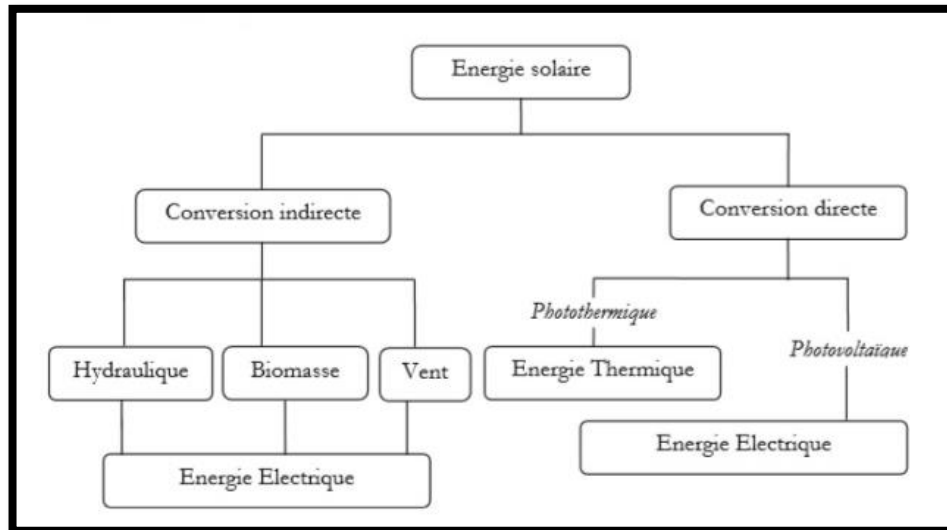 Energie solaire
Conversion indirecte
Conversion directe
Photothermique
Photovoltaïque
Hydraulique
Biomasse
Vent
Energie Thermique
Energie Electrique
Energie Electrique